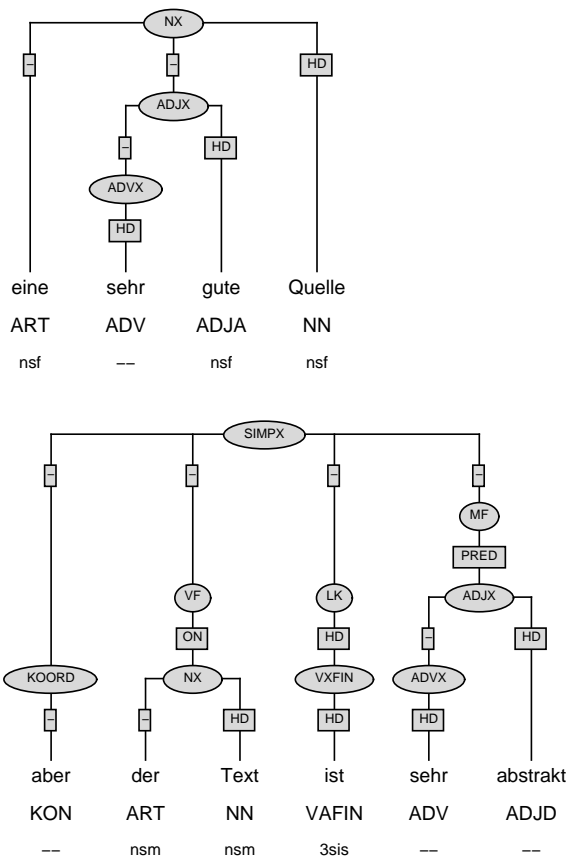 NX
– – HD
ADJX
– HD
ADVX
HD
eine sehr gute Quelle
ART ADV ADJA NN
nsf –– nsf nsf
SIMPX
– – – –
MF
PRED
VF LK ADJX
ON HD – HD
KOORD NX VXFIN ADVX
– – HD HD HD
aber der Text ist sehr abstrakt
KON ART NN VAFIN ADV ADJD
–– nsm nsm 3sis –– ––